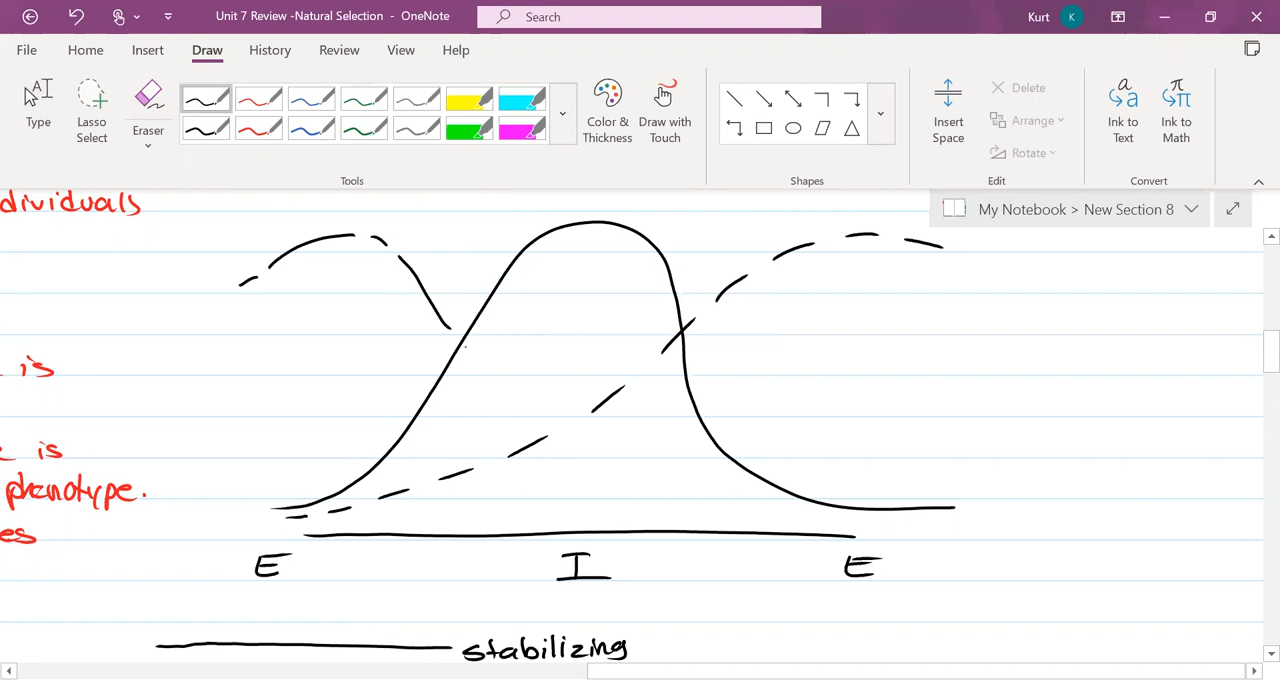 Unit 7 Review -Natural Selection - OneNote
Search
Kurt K
File Home Insert Draw History Review View Help
Type
Lasso Select
Eraser
Color & Thickness
Draw with Touch
Insert Space
Delete
Arrange
Rotate
a
a
Ink to Text
π
π
Ink to Math
Tools Shapes Edit Convert
My Notebook > New Section 8
dividuals
is
is
phenotype.
es
E I E
stabilizing